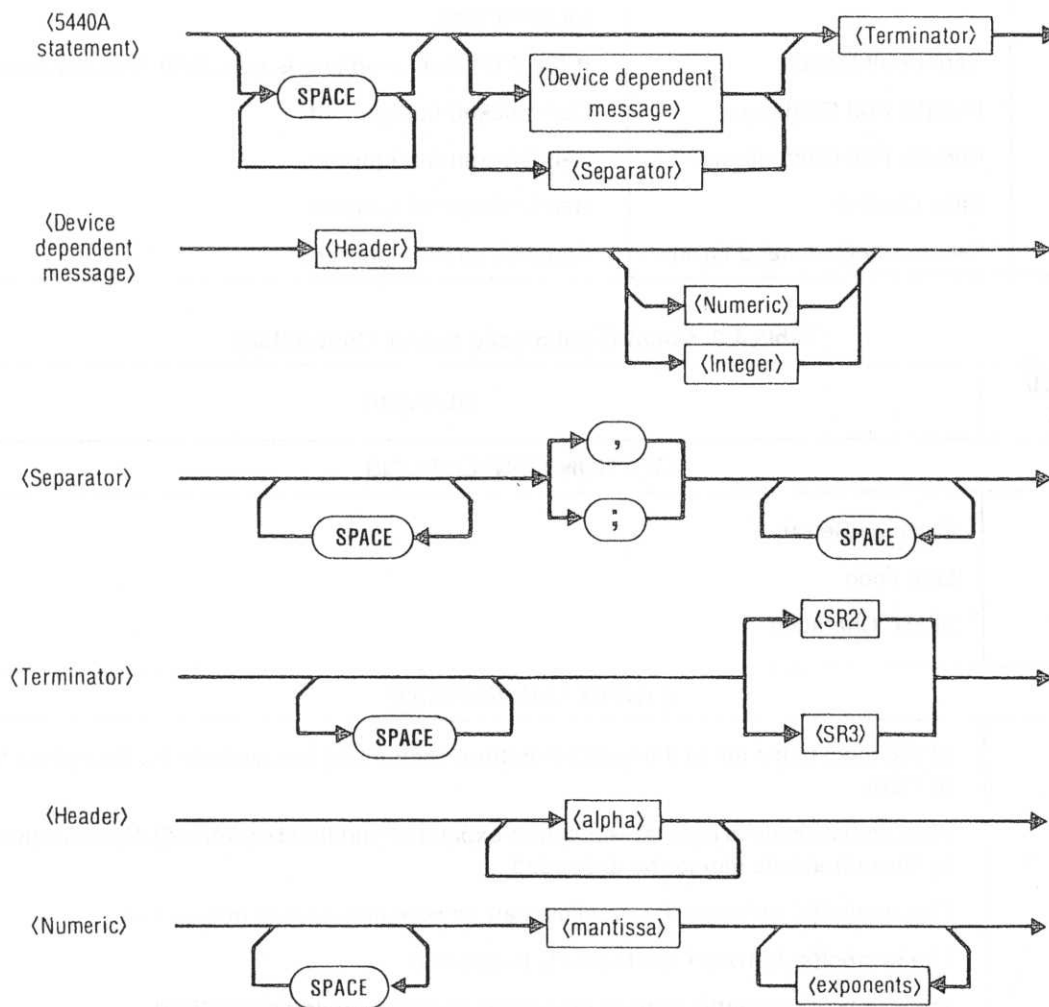 ⟨5440A
statement⟩
SPACE
⟨Device dependent
message⟩
⟨Separator⟩
⟨Terminator⟩
⟨Device
dependent
message⟩
⟨Header⟩
⟨Numeric⟩
⟨Integer⟩
⟨Separator⟩
SPACE
,
;
SPACE
⟨Terminator⟩
SPACE
⟨SR2⟩
⟨SR3⟩
⟨Header⟩
⟨alpha⟩
⟨Numeric⟩
SPACE
⟨mantissa⟩
⟨exponents⟩